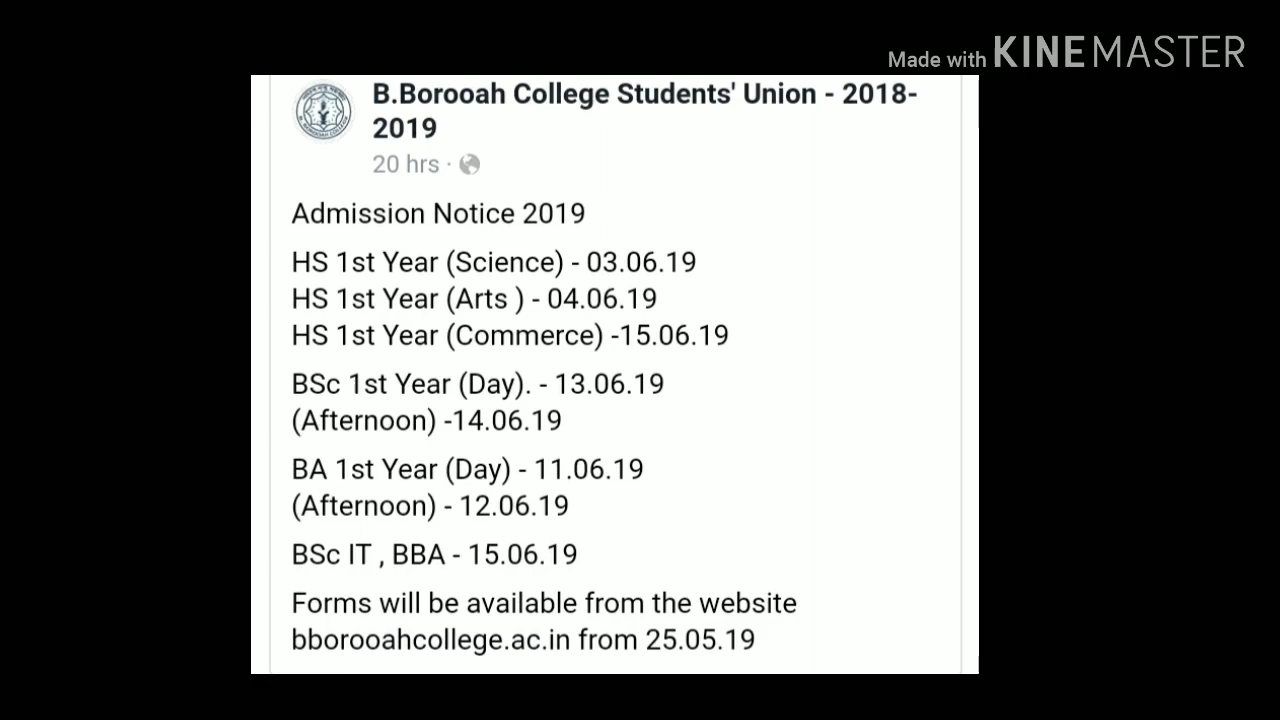 Made with KINEMASTER
B.Borooah College Students' Union - 2018-
2019
20 hrs ·
Admission Notice 2019
HS 1st Year (Science) - 03.06.19
HS 1st Year (Arts ) - 04.06.19
HS 1st Year (Commerce) -15.06.19
BSc 1st Year (Day). - 13.06.19
(Afternoon) -14.06.19
BA 1st Year (Day) - 11.06.19
(Afternoon) - 12.06.19
BSc IT , BBA - 15.06.19
Forms will be available from the website
bborooahcollege.ac.in from 25.05.19